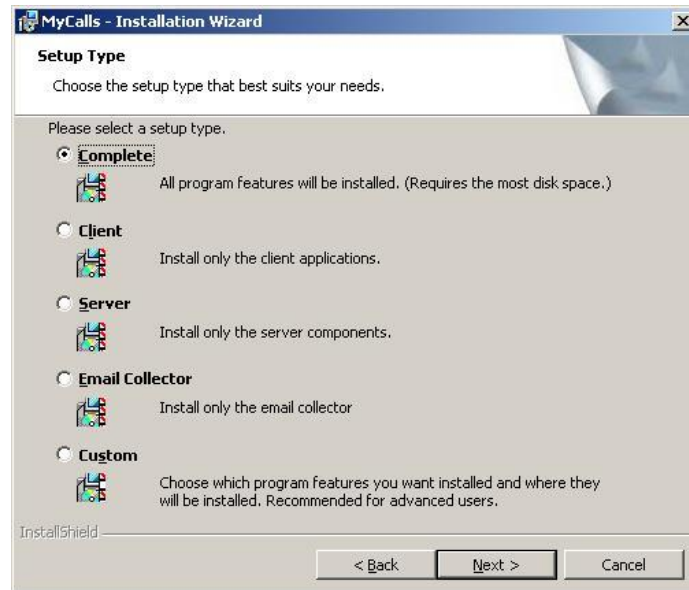 MyCalls - Installation Wizard
Setup Type
Choose the setup type that best suits your needs.
Please select a setup type.
Complete
All program features will be installed. (Requires the most disk space.)
Client
Install only the client applications.
Server
Install only the server components.
Email Collector
Install only the email collector
Custom
Choose which program features you want installed and where they
will be installed. Recommended for advanced users.
InstallShield
< Back
Next >
Cancel